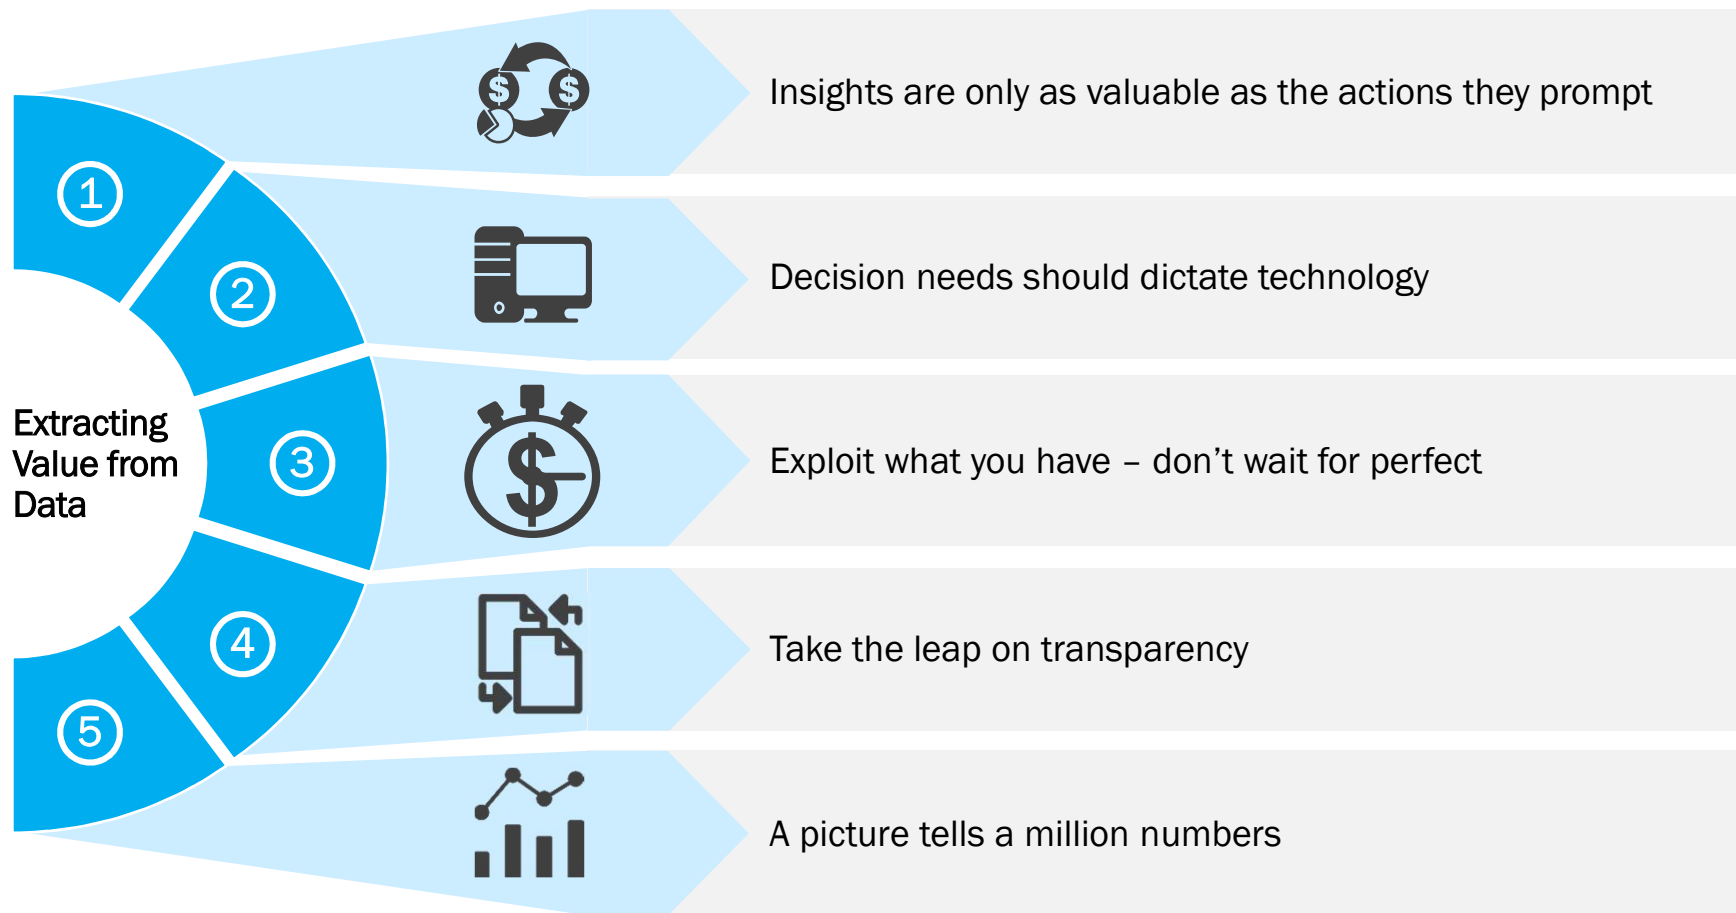 Extracting
Value from
Data
1
Insights are only as valuable as the actions they prompt
2
Decision needs should dictate technology
3
Exploit what you have – don’t wait for perfect
4
Take the leap on transparency
5
A picture tells a million numbers
$ $
$